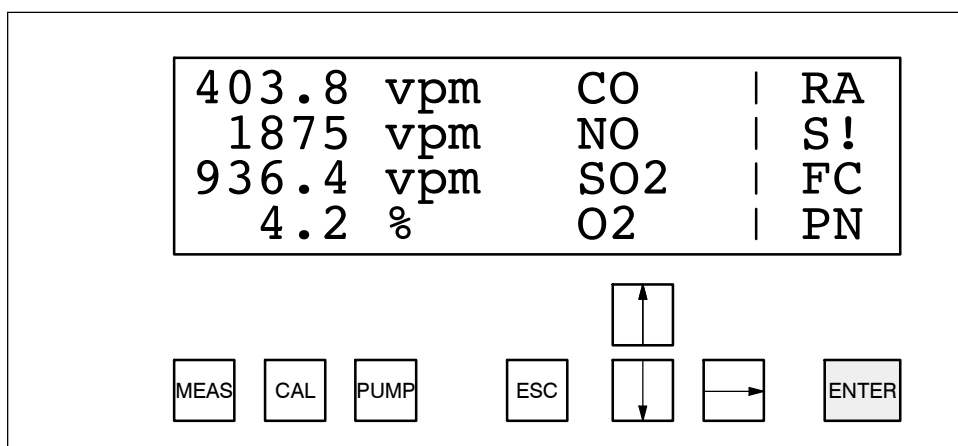 403.8 vpm CO | RA
1875 vpm NO | S!
936.4 vpm SO2 | FC
4.2 % O2 | PN
MEAS CAL PUMP ESC ENTER